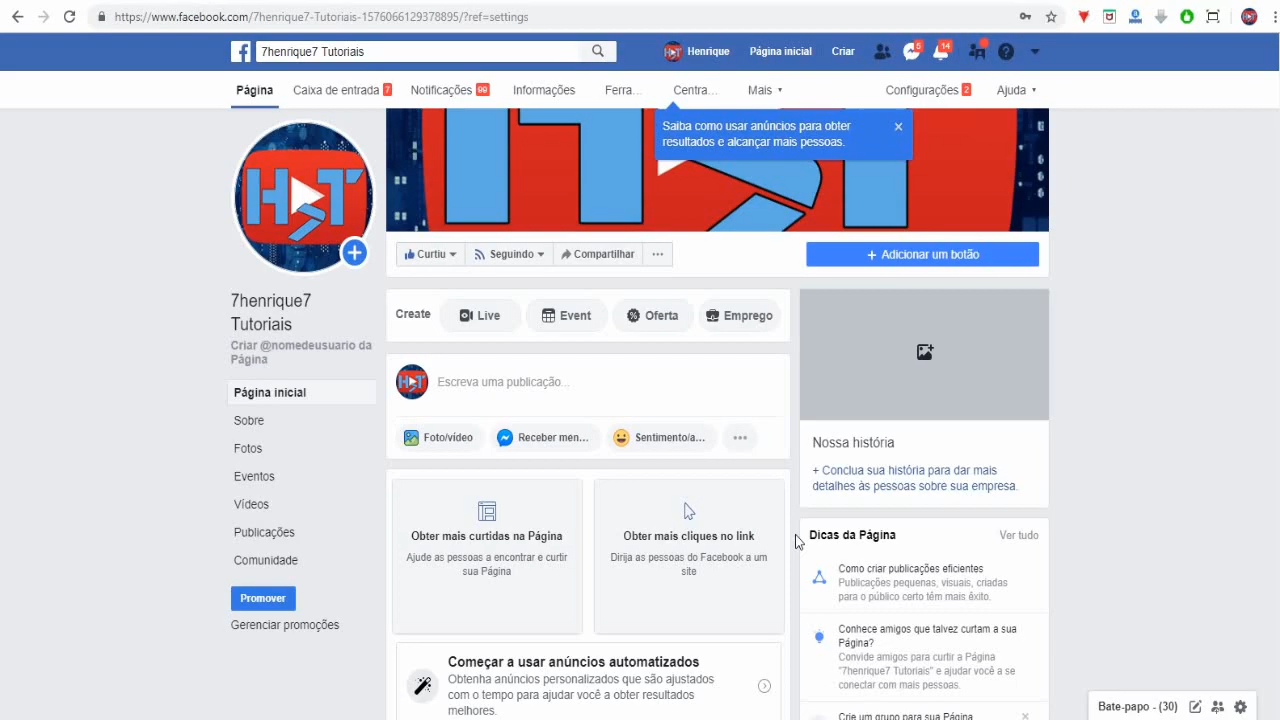 https://www.facebook.com/7henrique7-Tutoriais-1576066129378895/?ref=settings
7henrique7 Tutoriais
Henrique
Página inicial
Criar
5
14
Página
Caixa de entrada 7
Notificações 99
Informações
Ferra...
Centra...
Mais
Configurações 2
Ajuda
Saiba como usar anúncios para obter
resultados e alcançar mais pessoas.
H7T
H7T
Curtiu
Seguindo
Compartilhar
+ Adicionar um botão
7henrique7
Tutoriais
Criar @nomedeusuario da
Página
Página inicial
Sobre
Fotos
Eventos
Vídeos
Publicações
Comunidade
Promover
Gerenciar promoções
Create
Live
Event
Oferta
Emprego
Escreva uma publicação...
Foto/vídeo
Receber men...
Sentimento/a...
Obter mais curtidas na Página
Ajude as pessoas a encontrar e curtir
sua Página
Obter mais cliques no link
Dirija as pessoas do Facebook a um
site
Começar a usar anúncios automatizados
Obtenha anúncios personalizados que são ajustados
com o tempo para ajudar você a obter resultados
melhores.
Nossa história
+ Conclua sua história para dar mais
detalhes às pessoas sobre sua empresa.
Dicas da Página
Ver tudo
Como criar publicações eficientes
Publicações pequenas, visuais, criadas
para o público certo têm mais êxito.
Conhece amigos que talvez curtam a sua
Página?
Convide amigos para curtir a Página
"7henrique7 Tutoriais" e ajudar você a se
conectar com mais pessoas.
Crie um grupo para sua Página
Bate-papo - (30)